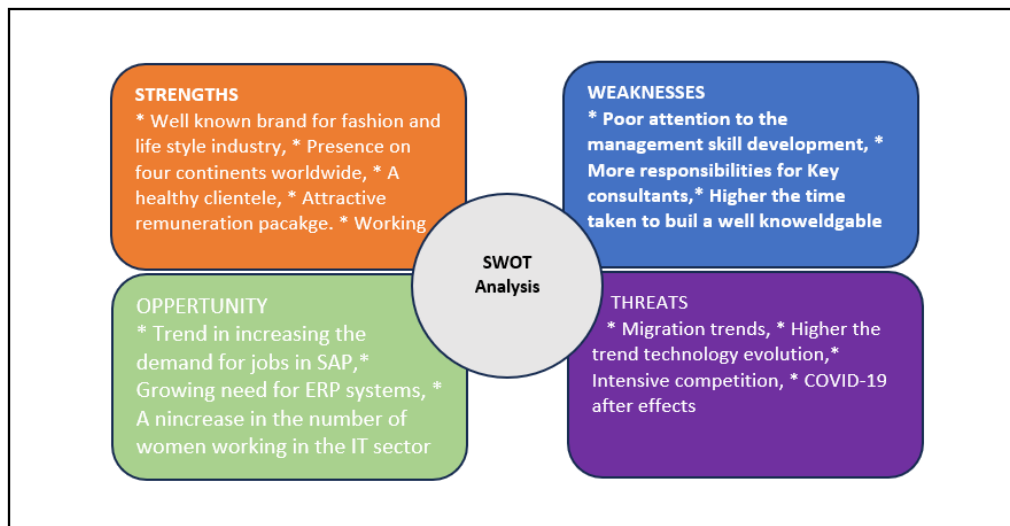 STRENGTHS
* Well known brand for fashion and
life style industry, * Presence on
four continents worldwide, * A
healthy clientele, * Attractive
remuneration pacakge. * Working
WEAKNESSES
* Poor attention to the
management skill development, *
More responsibilities for Key
consultants,* Higher the time
taken to buil a well knoweldgable
SWOT
Analysis
OPPERTUNITY
* Trend in increasing the
demand for jobs in SAP,*
Growing need for ERP systems, *
A nincrease in the number of
women working in the IT sector
THREATS
* Migration trends, * Higher the
trend technology evolution,*
Intensive competition, * COVID-19
after effects